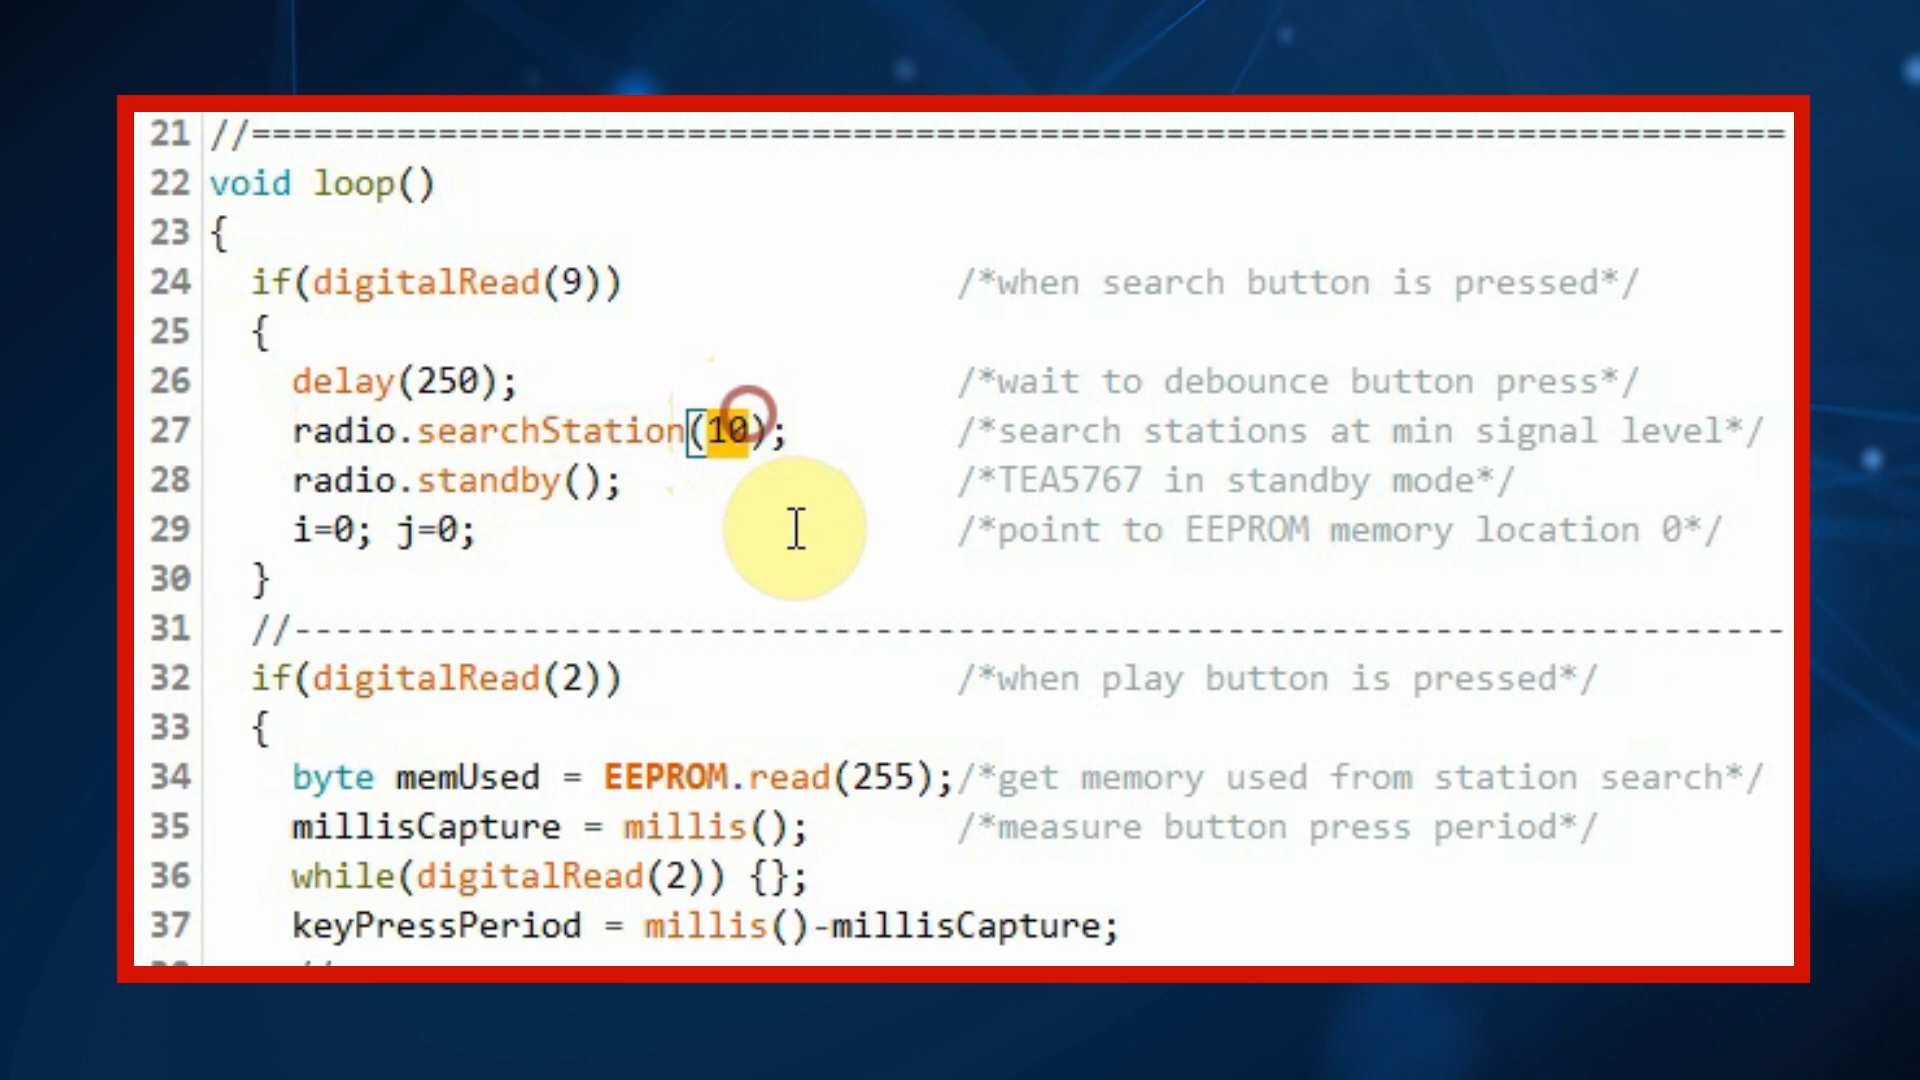 21 //==========================================================================
22 void loop()
23 {
24 if(digitalRead(9)) /*when search button is pressed*/
25 {
26 delay(250); /*wait to debounce button press*/
27 radio.searchStation(10); /*search stations at min signal level*/
28 radio.standby(); /*TEA5767 in standby mode*/
29 i=0; j=0; /*point to EEPROM memory location 0*/
30 }
31 //------------------------------------------------------------------------
32 if(digitalRead(2)) /*when play button is pressed*/
33 {
34 byte memUsed = EEPROM.read(255);/*get memory used from station search*/
35 millisCapture = millis(); /*measure button press period*/
36 while(digitalRead(2)) {};
37 keyPressPeriod = millis()-millisCapture;